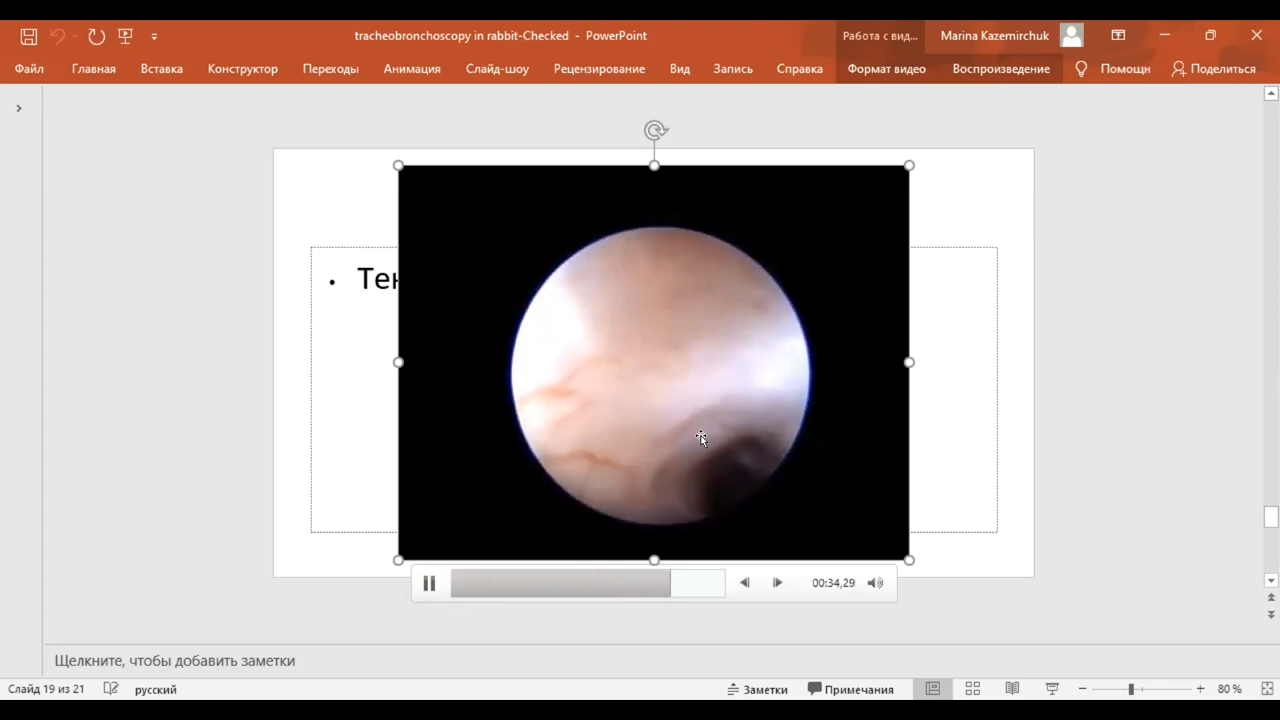 tracheobronchoscopy in rabbit-Checked - PowerPoint
Работа с вид...
Marina Kazemirchuk
Файл Главная Вставка Конструктор Переходы Анимация Слайд-шоу Рецензирование Вид Запись Справка Формат видео Воспроизведение Помощн Поделиться
• Тек
00:34,29
Щелкните, чтобы добавить заметки
Слайд 19 из 21 русский Заметки Примечания 80 %